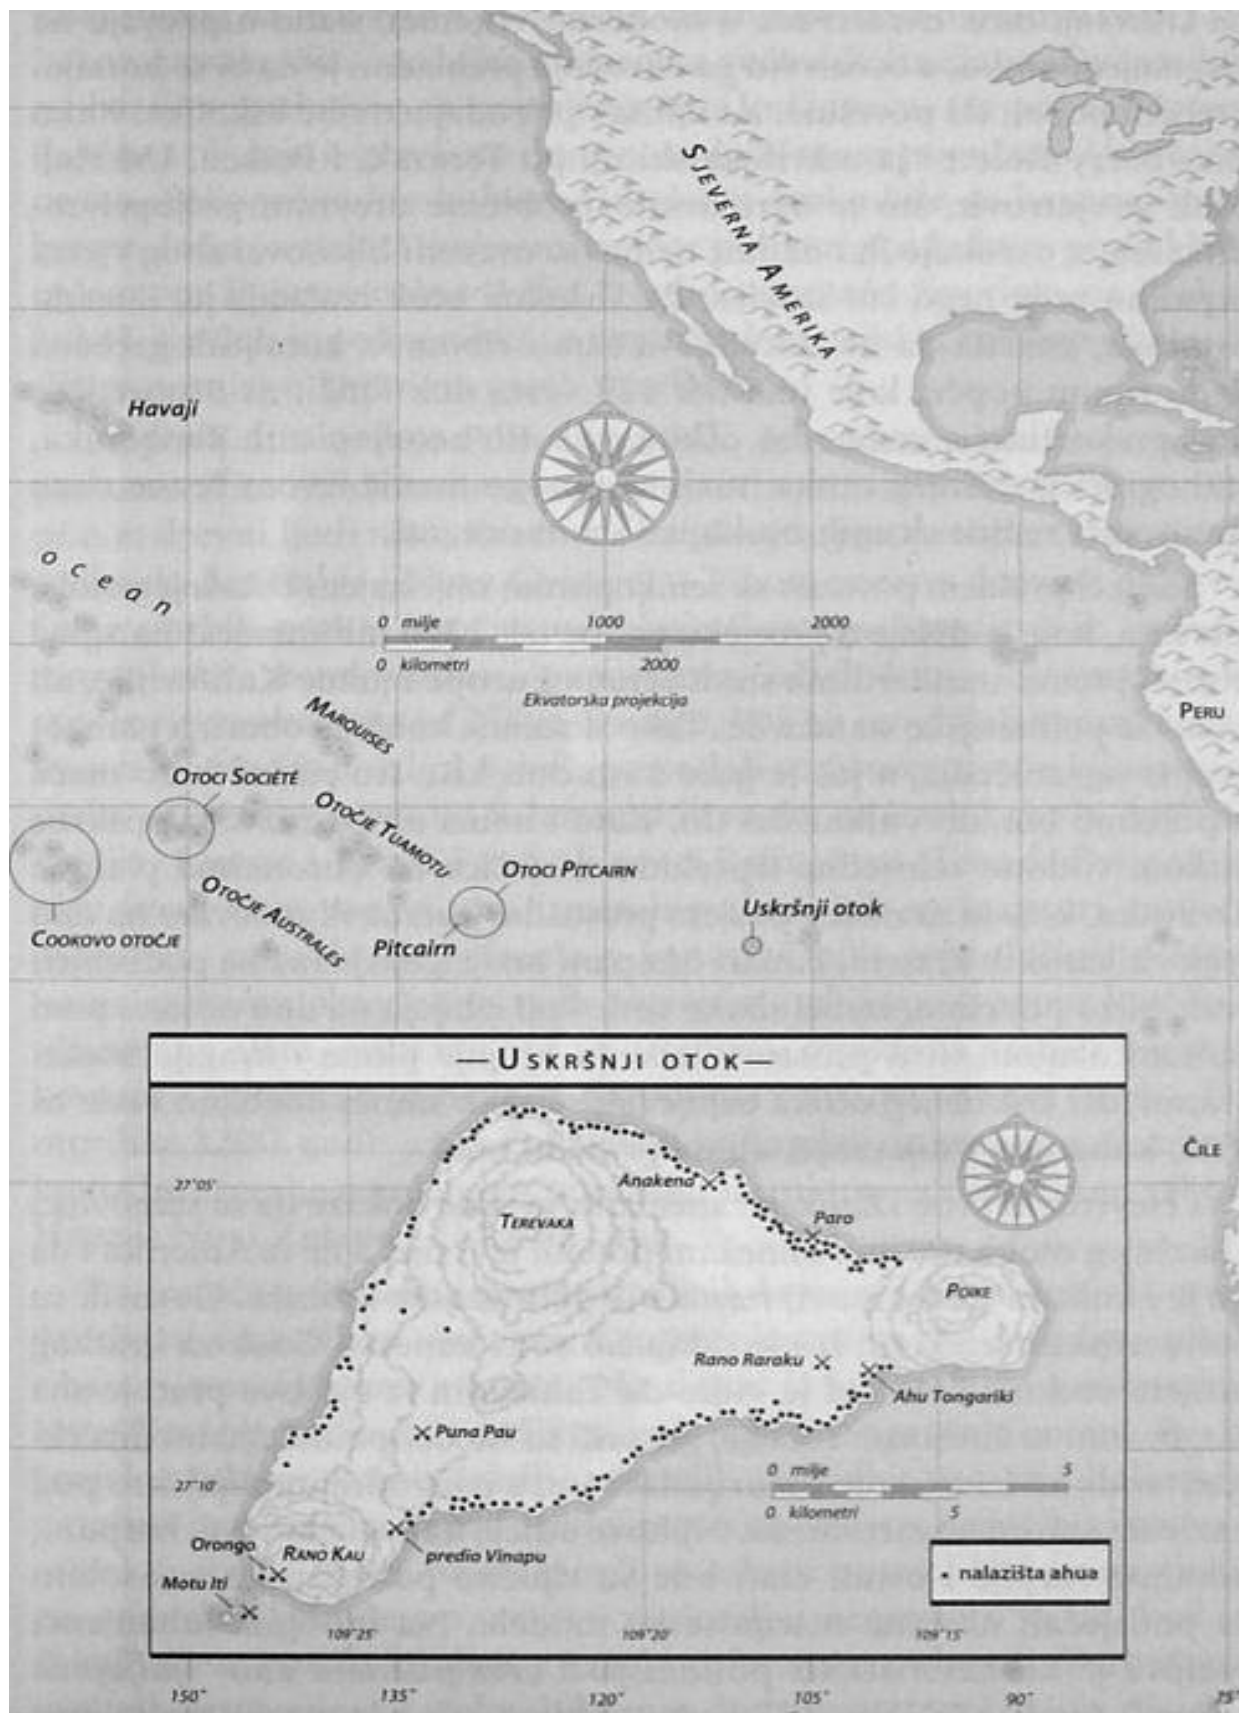 SJEVERNA AMERIKA
Havaji
ocean
0 milje 1000 2000
0 kilometri 2000
Ekvatorska projekcija
PERU
MARQUISES
OTOCI SOCIÉTÉ
OTOČJE TUAMOTU
OTOCI PITCAIRN
OTOČJE AUSTRALES
Uskršnji otok
COOKOVO OTOČJE
Pitcairn
USKRŠNJI OTOK
ČILE
27°05'
Anakena
TEREVAKA
Paro
POIKE
Rano Raraku
Ahu Tongariki
Puna Pau
0 milje 5
0 kilometri 5
27°10'
Orongo
RANO KAU
predio Vinapu
Motu Iti
nalazišta ahua
109°25' 109°20' 109°15'
150° 135° 120° 105° 90° 75°